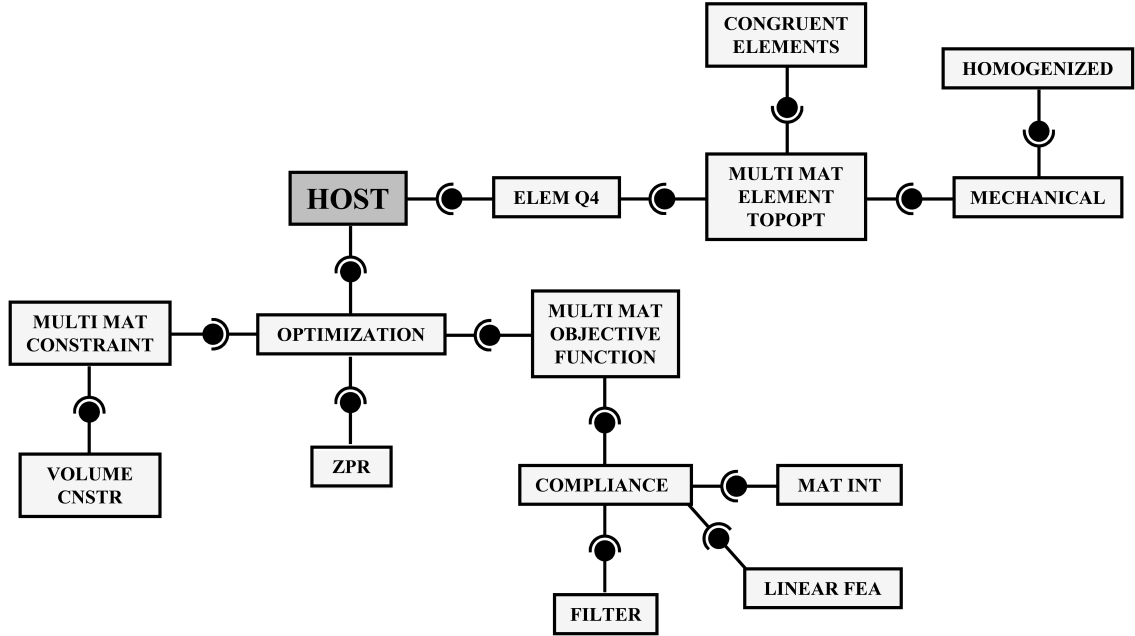 CONGRUENT
ELEMENTS
HOMOGENIZED
HOST
ELEM Q4
MULTI MAT
ELEMENT
TOPOPT
MECHANICAL
MULTI MAT
CONSTRAINT
OPTIMIZATION
MULTI MAT
OBJECTIVE
FUNCTION
VOLUME
CNSTR
ZPR
COMPLIANCE
MAT INT
LINEAR FEA
FILTER